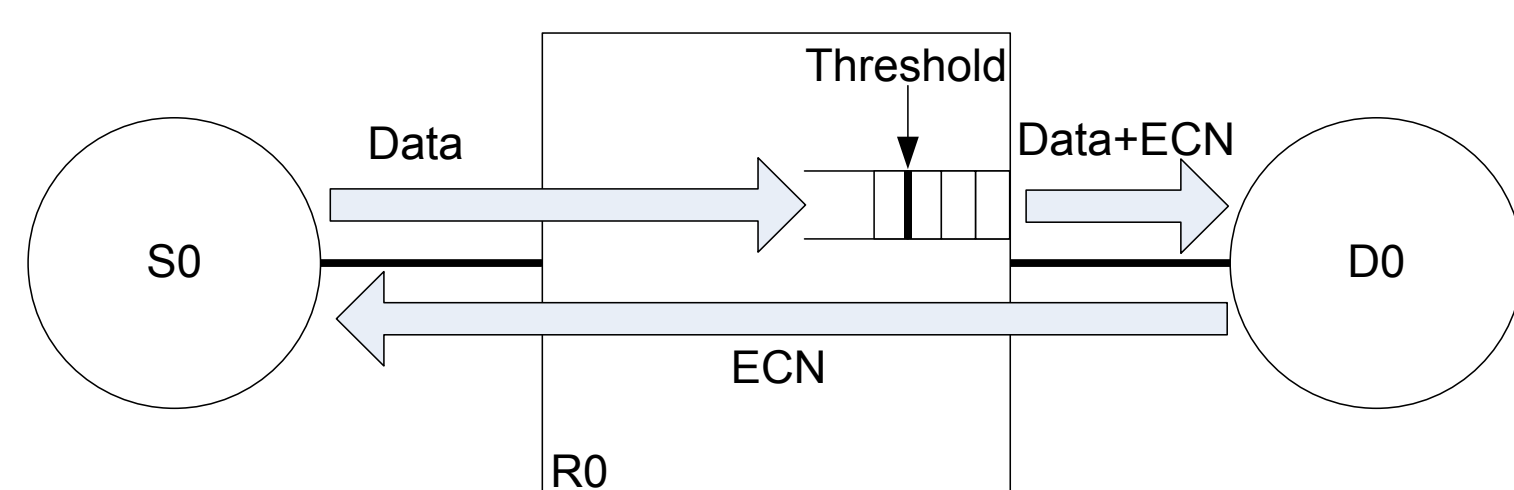 Threshold
Data
Data+ECN
S0
D0
ECN
R0